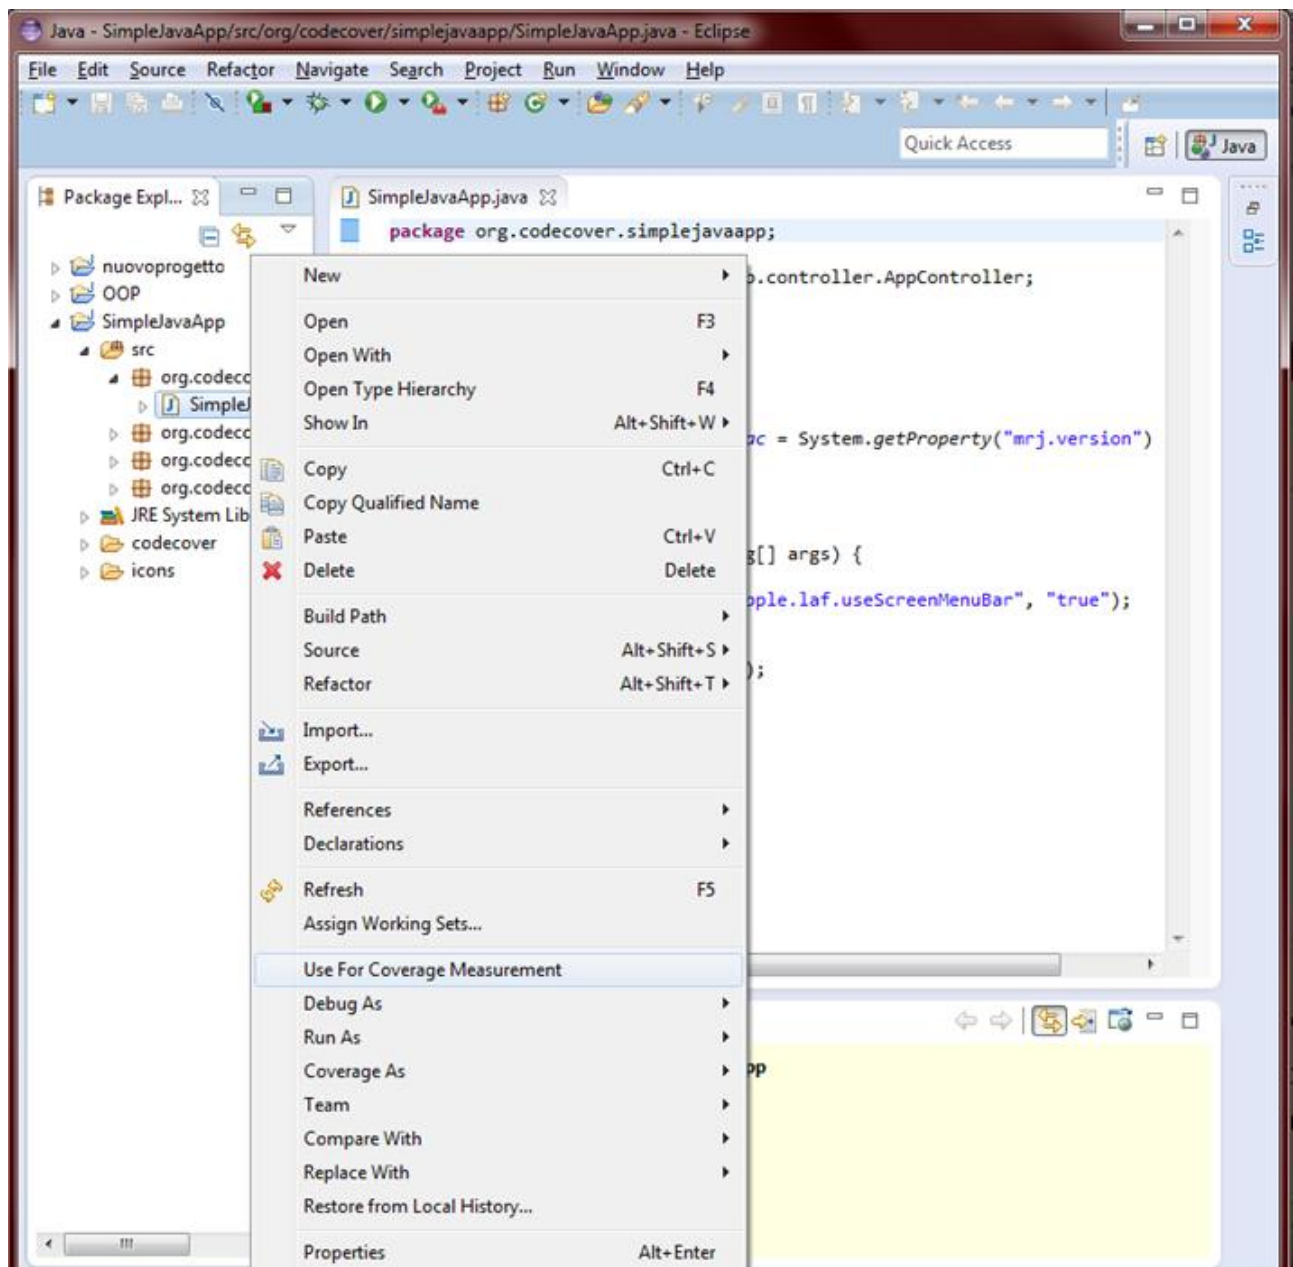 Java - SimpleJavaApp/src/org/codecover/simplejavaapp/SimpleJavaApp.java - Eclipse
File Edit Source Refactor Navigate Search Project Run Window Help
Quick Access
Java
Package Expl...
SimpleJavaApp.java
package org.codecover.simplejavaapp;
nuovoprogetto
OOP
SimpleJavaApp
src
org.codecc
SimpleJ
org.codecc
org.codecc
org.codecc
JRE System Lib
codecover
icons
New
Open F3
Open With
Open Type Hierarchy F4
Show In Alt+Shift+W
Copy Ctrl+C
Copy Qualified Name
Paste Ctrl+V
Delete Delete
Build Path
Source Alt+Shift+S
Refactor Alt+Shift+T
Import...
Export...
References
Declarations
Refresh F5
Assign Working Sets...
Use For Coverage Measurement
Debug As
Run As
Coverage As
Team
Compare With
Replace With
Restore from Local History...
Properties Alt+Enter
.controller.AppController;
ac = System.getProperty("mrj.version")
g[] args) {
pple.laf.useScreenMenuBar", "true");
);
pp